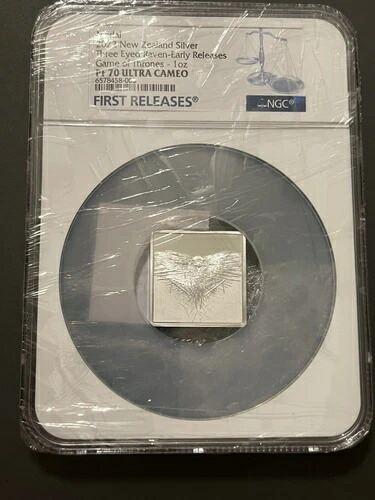 New Zealand Silver
Three Eyed Raven-Early Releases
Game of Thrones - 1oz
PF 70 ULTRA CAMEO
FIRST RELEASES®
NGC®